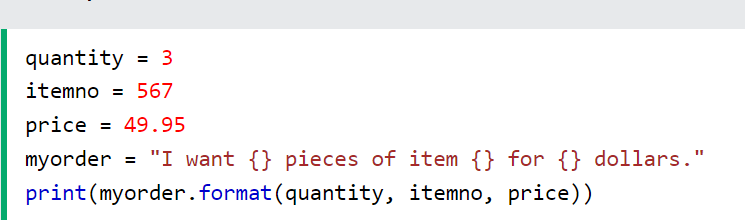 quantity = 3
itemno = 567
price = 49.95
myorder = "I want {} pieces of item {} for {} dollars."
print(myorder.format(quantity, itemno, price))